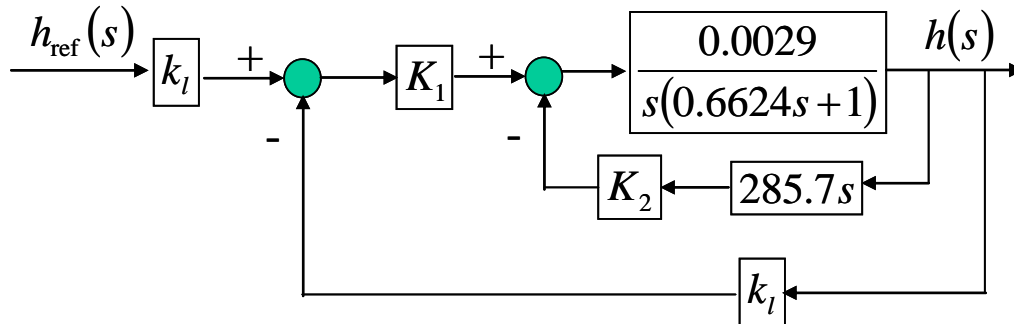 h_ref(s)
k_l
+
-
K_1
+
-
0.0029
s(0.6624s+1)
h(s)
K_2
285.7s
k_l